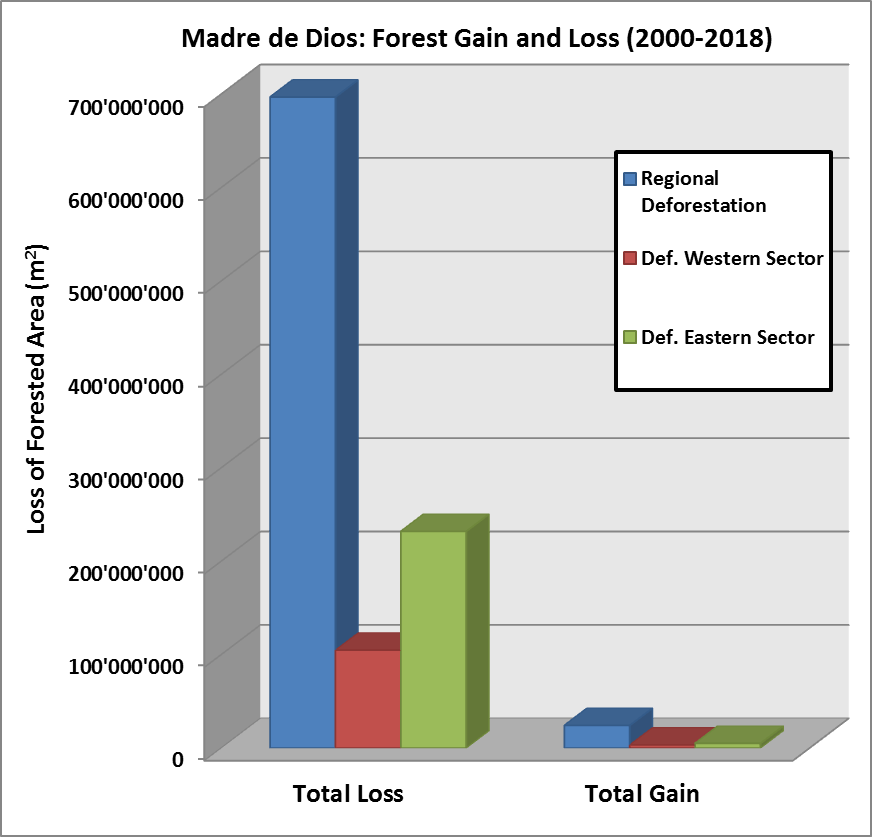 Madre de Dios: Forest Gain and Loss (2000-2018)
Loss of Forested Area (m²)
700'000'000
600'000'000
500'000'000
400'000'000
300'000'000
200'000'000
100'000'000
0
Regional
Deforestation
Def. Western Sector
Def. Eastern Sector
Total Loss
Total Gain